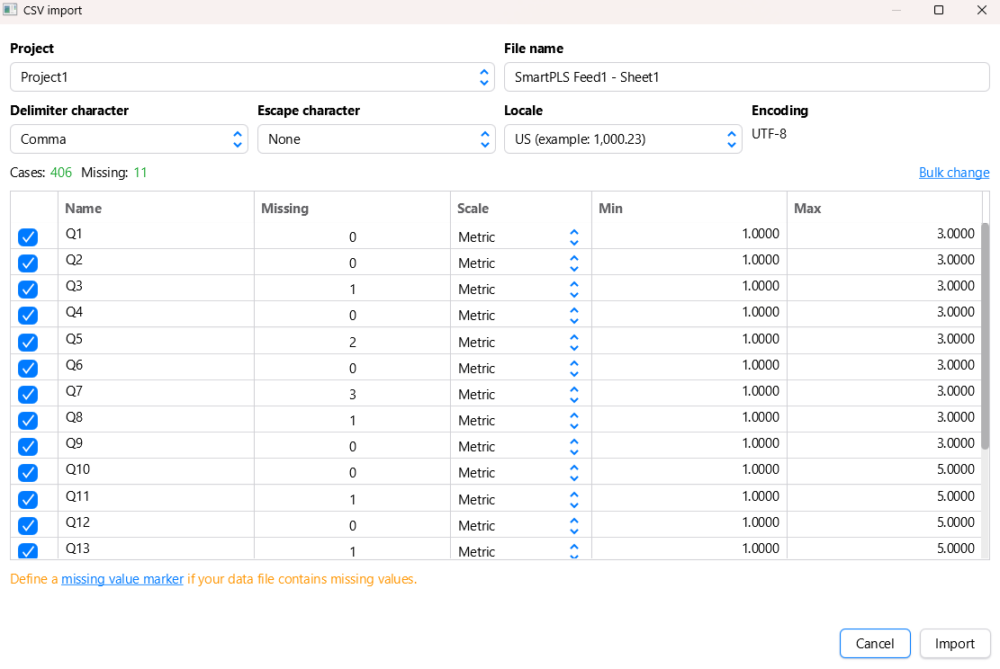 CSV import
Project File name
Project1 SmartPLS Feed1 - Sheet1
Delimiter character Escape character Locale Encoding
Comma None US (example: 1,000.23) UTF-8
Cases: 406 Missing: 11 Bulk change
Name Missing Scale Min Max
Q1 0 Metric 1.0000 3.0000
Q2 0 Metric 1.0000 3.0000
Q3 1 Metric 1.0000 3.0000
Q4 0 Metric 1.0000 3.0000
Q5 2 Metric 1.0000 3.0000
Q6 0 Metric 1.0000 3.0000
Q7 3 Metric 1.0000 3.0000
Q8 1 Metric 1.0000 3.0000
Q9 0 Metric 1.0000 3.0000
Q10 0 Metric 1.0000 5.0000
Q11 1 Metric 1.0000 5.0000
Q12 0 Metric 1.0000 5.0000
Q13 1 Metric 1.0000 5.0000
Define a missing value marker if your data file contains missing values.
Cancel Import